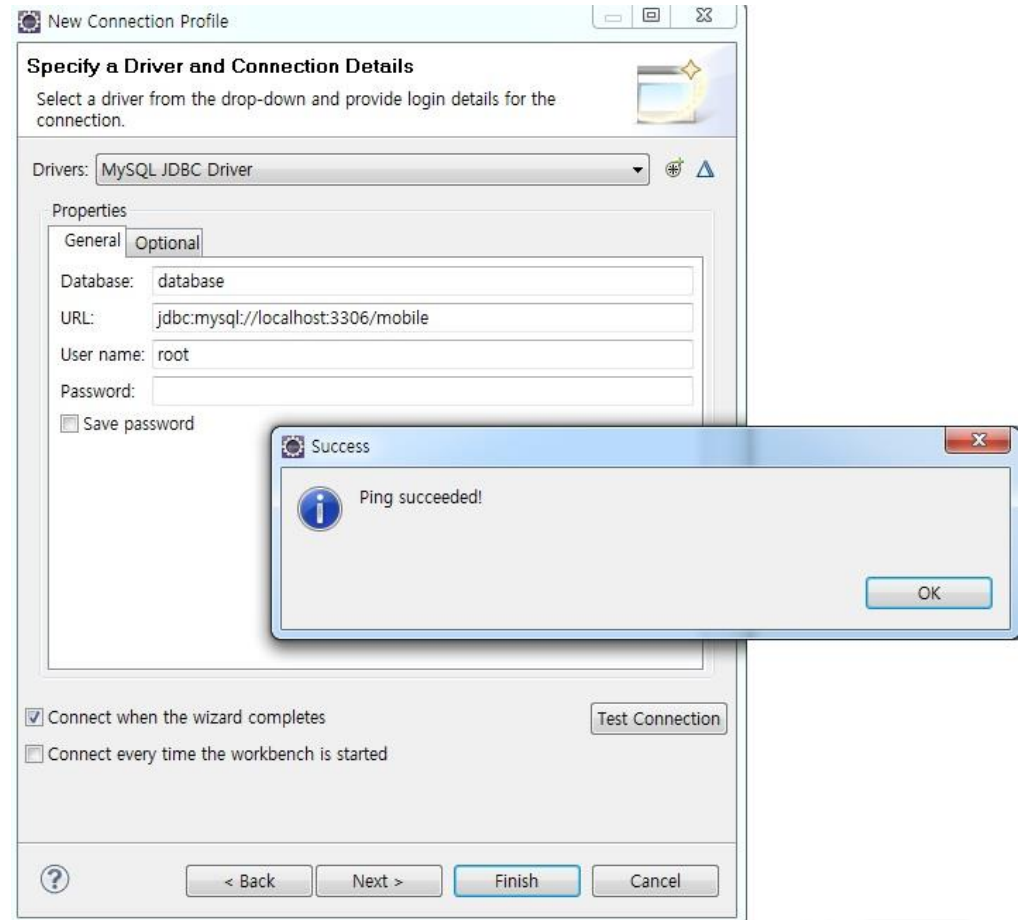 New Connection Profile
Specify a Driver and Connection Details
Select a driver from the drop-down and provide login details for the
connection.
Drivers: MySQL JDBC Driver
Properties
General Optional
Database: database
URL: jdbc:mysql://localhost:3306/mobile
User name: root
Password:
Save password
Success
Ping succeeded!
OK
Connect when the wizard completes
Test Connection
Connect every time the workbench is started
< Back Next > Finish Cancel